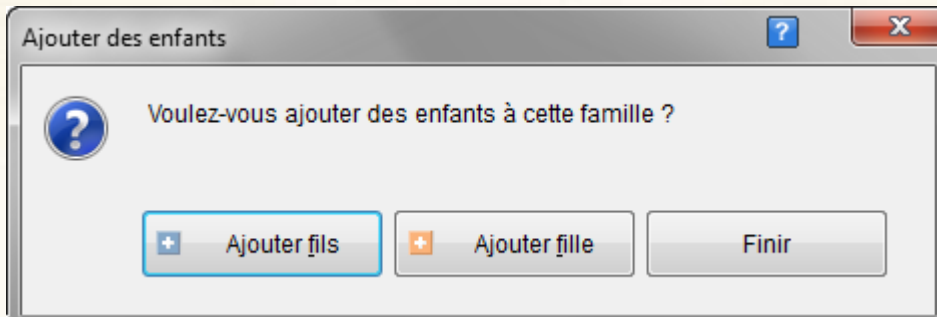 Ajouter des enfants
Voulez-vous ajouter des enfants à cette famille ?
Ajouter fils
Ajouter fille
Finir